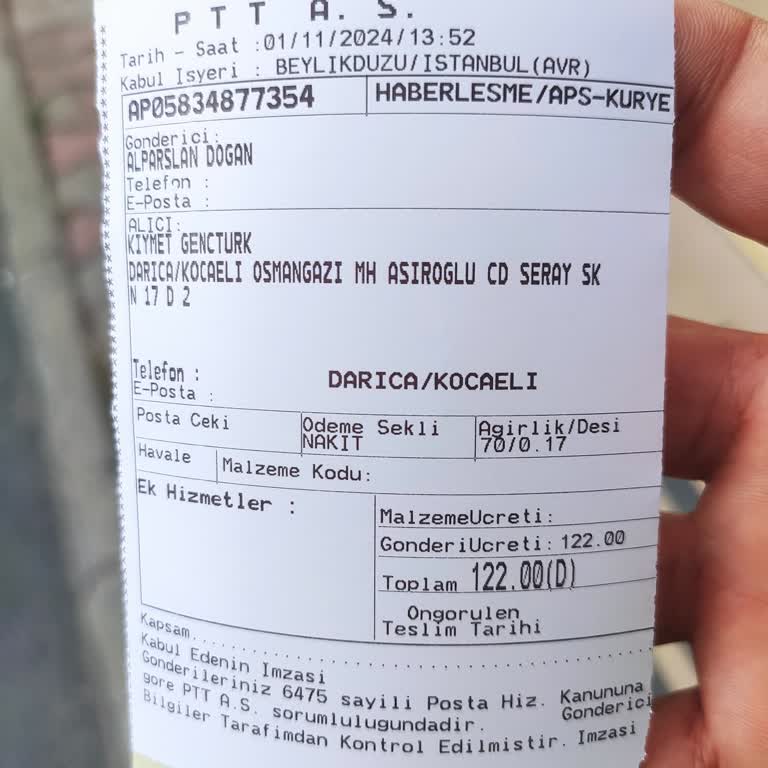 PTT A. S.
Tarih - Saat :01/11/2024/13:52
Kabul Isyeri : BEYLIKDUZU/ISTANBUL(AVR)
AP05834877354 HABERLESME/APS-KURYE
Gonderici:
ALPARSLAN DOGAN
Telefon :
E-Posta :
ALICI:
KIYMET GENCTURK
DARICA/KOCAELI OSMANGAZI MH ASIROGLU CD SERAY SK
N 17 D 2
Telefon :
DARICA/KOCAELI
E-Posta :
Posta Ceki Odeme Sekli Agirlik/Desi
NAKIT 70/0.17
Havale Malzeme Kodu:
Ek Hizmetler :
MalzemeUcreti:
GonderiUcreti: 122.00
Toplam 122.00(D)
Ongorulen
Teslim Tarihi
Kapsam........................................
Kabul Edenin Imzasi
Gonderileriniz 6475 sayili Posta Hiz. Kanununa
gore PTT A.S. sorumlulugundadir. Gonderici
Bilgiler Tarafimdan Kontrol Edilmistir. Imzasi